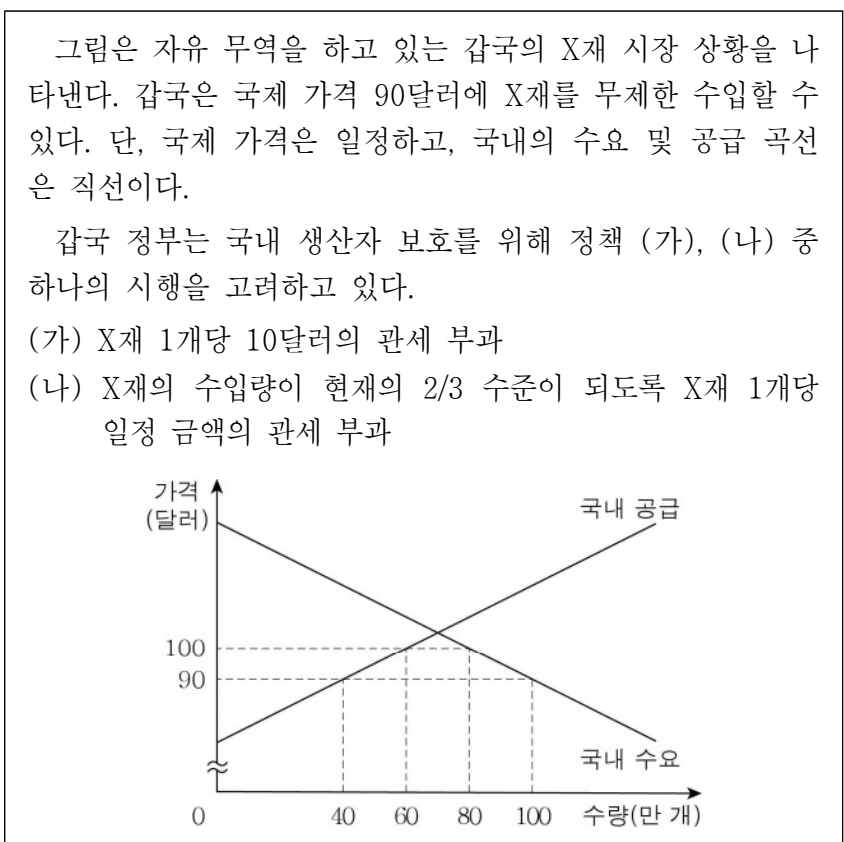 그림은 자유 무역을 하고 있는 갑국의 X재 시장 상황을 나
타낸다. 갑국은 국제 가격 90달러에 X재를 무제한 수입할 수
있다. 단, 국제 가격은 일정하고, 국내의 수요 및 공급 곡선
은 직선이다.
갑국 정부는 국내 생산자 보호를 위해 정책 (가), (나) 중
하나의 시행을 고려하고 있다.
(가) X재 1개당 10달러의 관세 부과
(나) X재의 수입량이 현재의 2/3 수준이 되도록 X재 1개당
일정 금액의 관세 부과
가격
(달러)
국내 공급
100
90
국내 수요
0 40 60 80 100 수량(만 개)